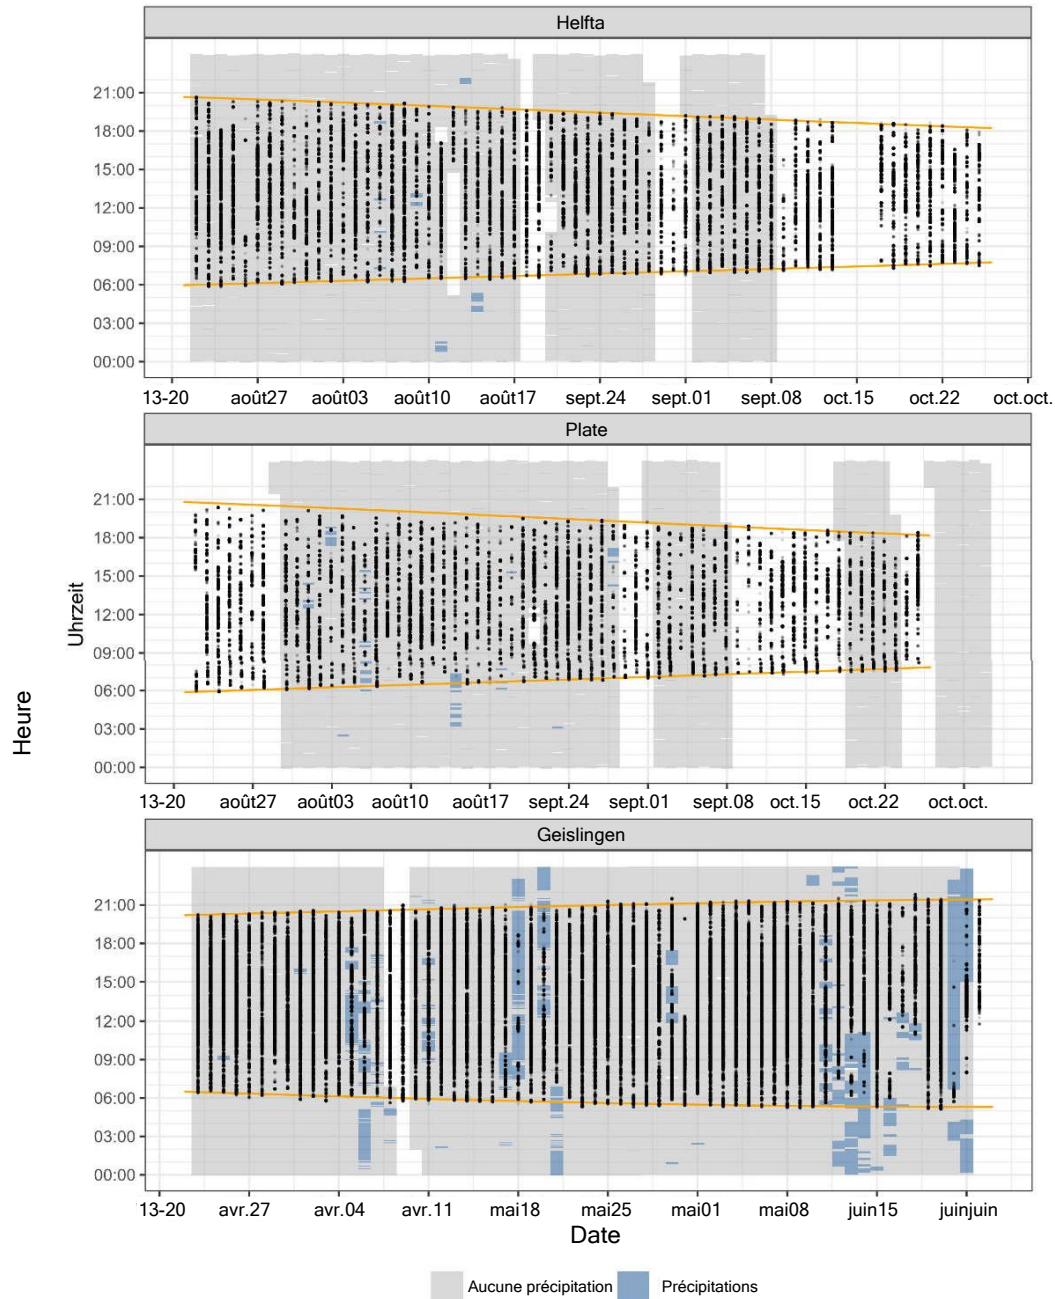 Helfta
21:00
18:00
15:00
12:00
09:00
06:00
03:00
00:00
13-20 août27 août03 août10 août17 sept.24 sept.01 sept.08 oct.15 oct.22 oct.oct.
Plate
21:00
18:00
15:00
12:00
09:00
06:00
03:00
00:00
Uhrzeit
Heure
13-20 août27 août03 août10 août17 sept.24 sept.01 sept.08 oct.15 oct.22 oct.oct.
Geislingen
21:00
18:00
15:00
12:00
09:00
06:00
03:00
00:00
13-20 avr.27 avr.04 avr.11 mai18 mai25 mai01 mai08 juin15 juinjuin
Date
Aucune précipitation Précipitations